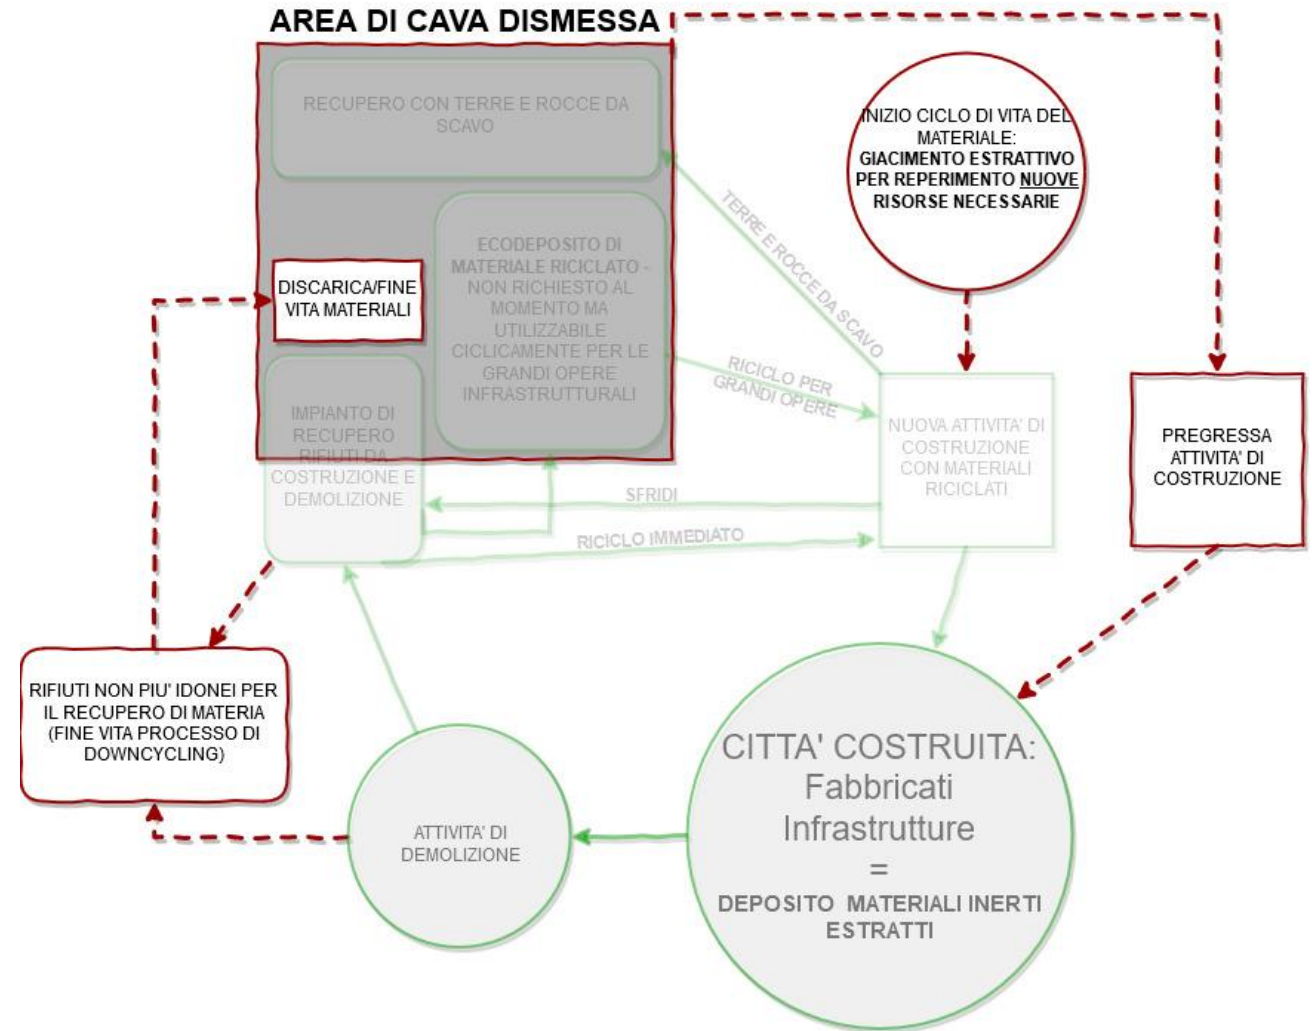 AREA DI CAVA DISMESSA
RECUPERO CON TERRE E ROCCE DA
SCAVO
INIZIO CICLO DI VITA DEL
MATERIALE:
GIACIMENTO ESTRATTIVO
PER REPERIMENTO NUOVE
RISORSE NECESSARIE
TERRE E ROCCE DA SCAVO
ECODEPOSITO DI
MATERIALE RICICLATO -
NON RICHIESTO AL
MOMENTO MA
UTILIZZABILE
CICLICAMENTE PER LE
GRANDI OPERE
INFRASTRUTTURALI
DISCARICA/FINE
VITA MATERIALI
RICICLO PER
GRANDI OPERE
IMPIANTO DI
RECUPERO
RIFIUTI DA
COSTRUZIONE E
DEMOLIZIONE
NUOVA ATTIVITA' DI
COSTRUZIONE
CON MATERIALI
RICICLATI
PREGRESSA
ATTIVITA' DI
COSTRUZIONE
SFRIDI
RICICLO IMMEDIATO
RIFIUTI NON PIU' IDONEI PER
IL RECUPERO DI MATERIA
(FINE VITA PROCESSO DI
DOWNCYCLING)
CITTA' COSTRUITA:
Fabbricati
Infrastrutture
=
DEPOSITO MATERIALI INERTI
ESTRATTI
ATTIVITA' DI
DEMOLIZIONE